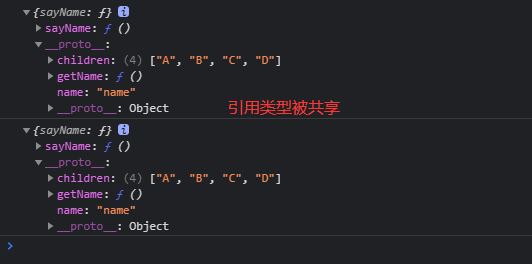 ▼{sayName: ƒ} i
▶sayName: ƒ ()
▼__proto__:
▶children: (4) ["A", "B", "C", "D"]
▶getName: ƒ ()
name: "name"
▶__proto__: Object
引用类型被共享
▼{sayName: ƒ} i
▶sayName: ƒ ()
▼__proto__:
▶children: (4) ["A", "B", "C", "D"]
▶getName: ƒ ()
name: "name"
▶__proto__: Object
>